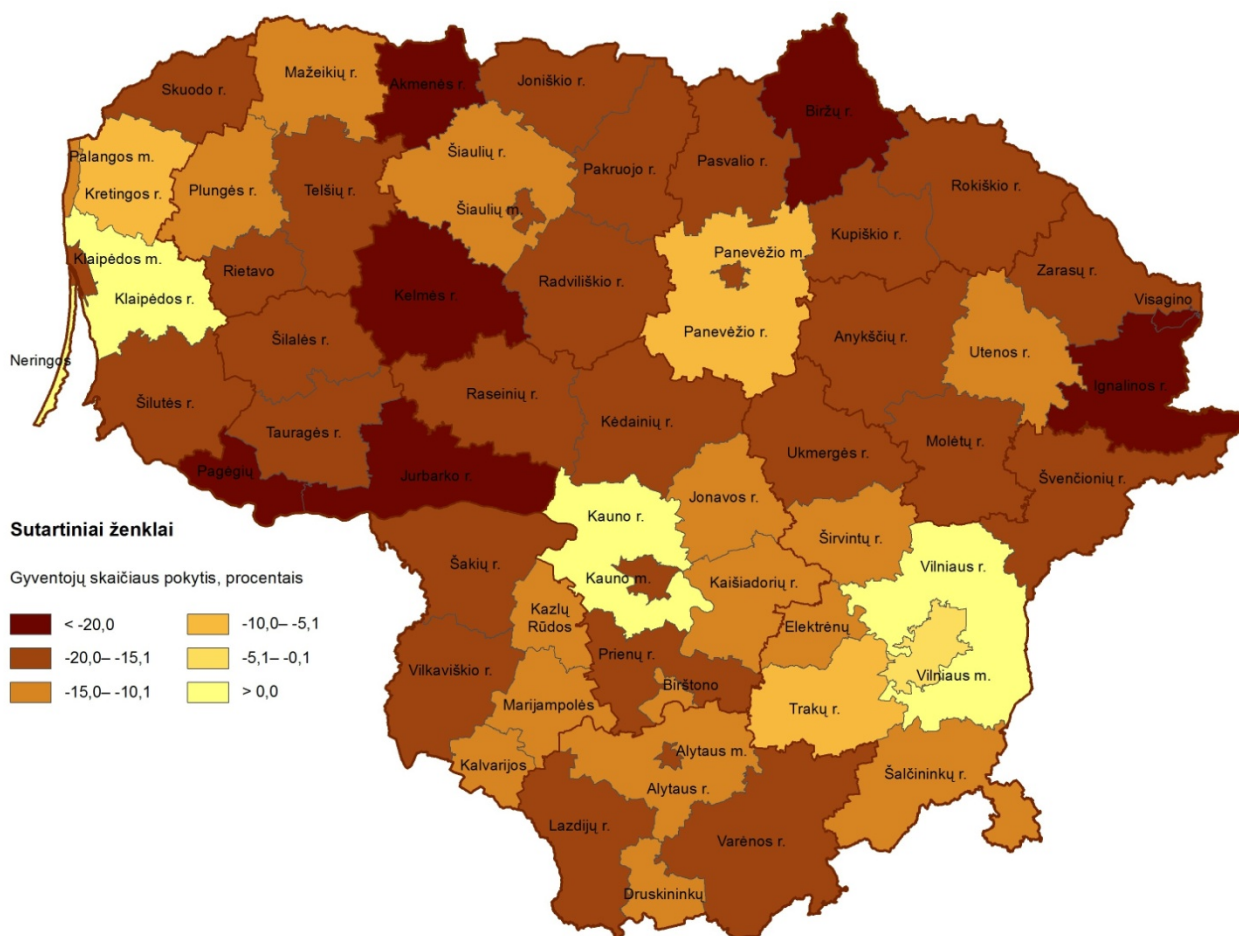 Skuodo r.
Mažeikių r.
Akmenės r.
Joniškio r.
Biržų r.
Palangos m.
Kretingos r.
Plungės r.
Telšių r.
Šiaulių r.
Šiaulių m.
Pakruojo r.
Pasvalio r.
Rokiškio r.
Kupiškio r.
Panevėžio m.
Panevėžio r.
Klaipėdos m.
Klaipėdos r.
Rietavo
Kelmės r.
Radviliškio r.
Zarasų r.
Visagino
Neringos
Šilalės r.
Anykščių r.
Utenos r.
Ignalinos r.
Šilutės r.
Tauragės r.
Raseinių r.
Kėdainių r.
Ukmergės r.
Molėtų r.
Švenčionių r.
Pagėgių
Jurbarko r.
Jonavos r.
Kauno r.
Kauno m.
Širvintų r.
Vilniaus r.
Šakių r.
Kazlų
Rūdos
Kaišiadorių r.
Elektrėnų
Vilkaviškio r.
Prienų r.
Birštono
Vilniaus m.
Marijampolės
Trakų r.
Kalvarijos
Alytaus m.
Alytaus r.
Šalčininkų r.
Lazdijų r.
Varėnos r.
Druskininkų
Sutartiniai ženklai
Gyventojų skaičiaus pokytis, procentais
< -20,0
-20,0– -15,1
-15,0– -10,1
-10,0– -5,1
-5,1– -0,1
> 0,0